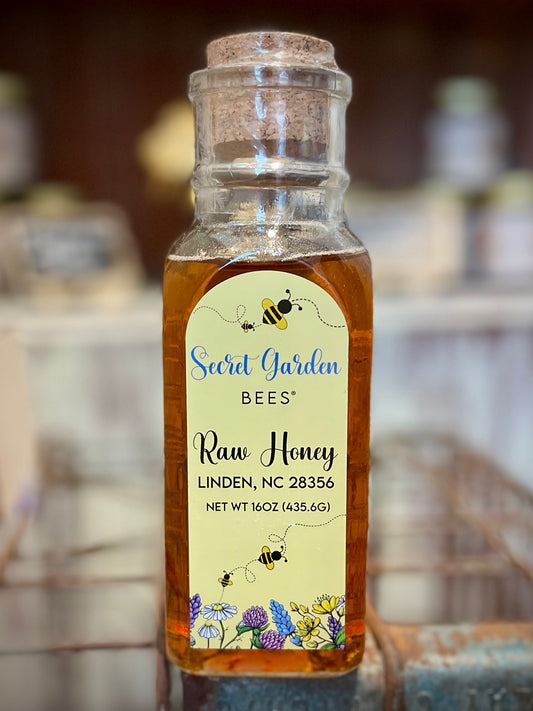 Secret Garden
BEES®
Raw Honey
LINDEN, NC 28356
NET WT 16OZ (435.6G)